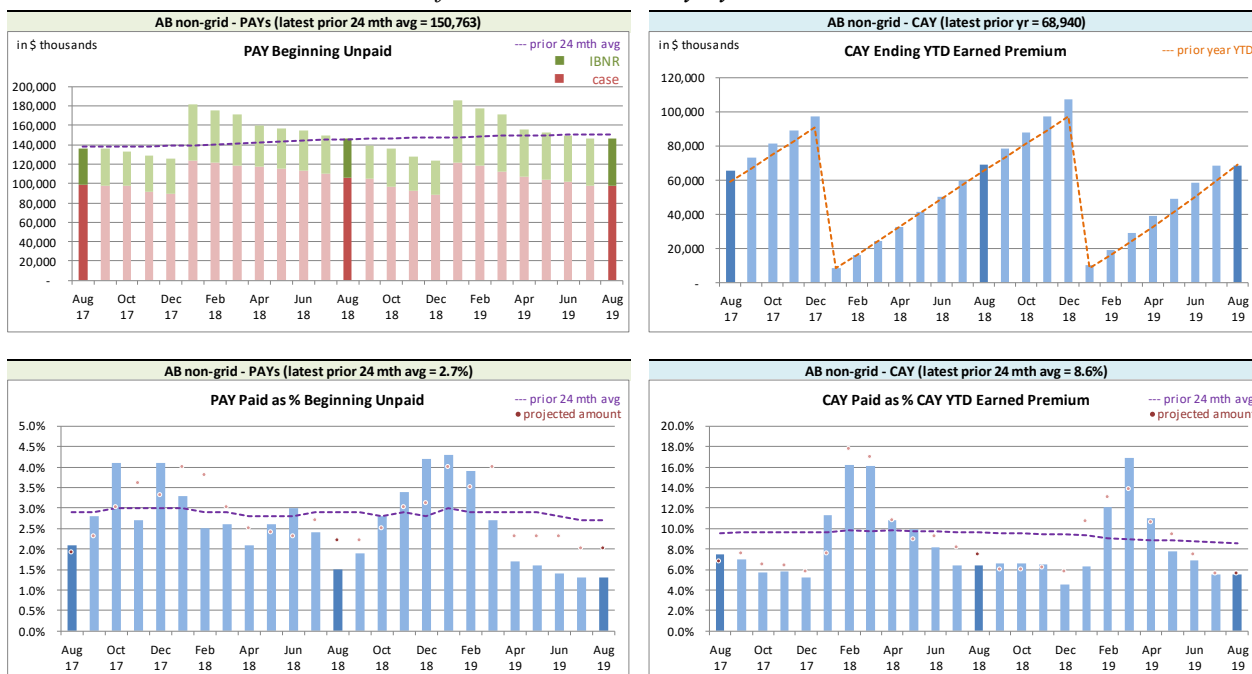 AB non-grid - PAYs (latest prior 24 mth avg = 150,763)
in $ thousands
PAY Beginning Unpaid
--- prior 24 mth avg
IBNR
case
200,000
180,000
160,000
140,000
120,000
100,000
80,000
60,000
40,000
20,000
-
Aug Oct Dec Feb Apr Jun Aug Oct Dec Feb Apr Jun Aug
17 17 17 18 18 18 18 18 18 19 19 19 19
AB non-grid - CAY (latest prior yr = 68,940)
in $ thousands
CAY Ending YTD Earned Premium
--- prior year YTD
120,000
100,000
80,000
60,000
40,000
20,000
-
Aug Oct Dec Feb Apr Jun Aug Oct Dec Feb Apr Jun Aug
17 17 17 18 18 18 18 18 18 19 19 19 19
AB non-grid - PAYs (latest prior 24 mth avg = 2.7%)
PAY Paid as % Beginning Unpaid
--- prior 24 mth avg
• projected amount
5.0%
4.5%
4.0%
3.5%
3.0%
2.5%
2.0%
1.5%
1.0%
0.5%
0.0%
Aug Oct Dec Feb Apr Jun Aug Oct Dec Feb Apr Jun Aug
17 17 17 18 18 18 18 18 18 19 19 19 19
AB non-grid - CAY (latest prior 24 mth avg = 8.6%)
CAY Paid as % CAY YTD Earned Premium
--- prior 24 mth avg
• projected amount
20.0%
18.0%
16.0%
14.0%
12.0%
10.0%
8.0%
6.0%
4.0%
2.0%
0.0%
Aug Oct Dec Feb Apr Jun Aug Oct Dec Feb Apr Jun Aug
17 17 17 18 18 18 18 18 18 19 19 19 19